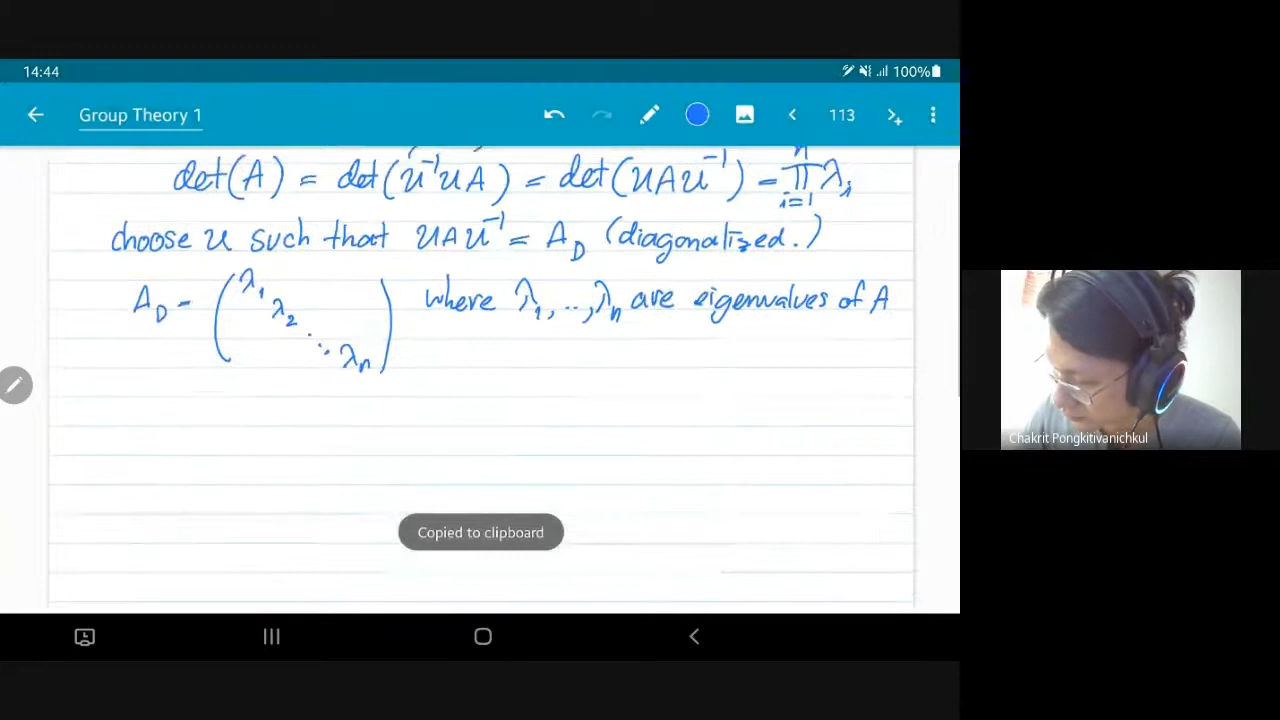 14:44 100%
Group Theory 1 113
det(A) = det(U⁻¹UA) = det(UAU⁻¹) = ∏ᵢ₌₁ⁿ λᵢ
choose U such that UAU⁻¹ = A_D (diagonalized.)
A_D = (λ₁ λ₂ ⋱ λₙ) where λ₁, .., λₙ are eigenvalues of A
Copied to clipboard
Chakrit Pongkitivanichkul